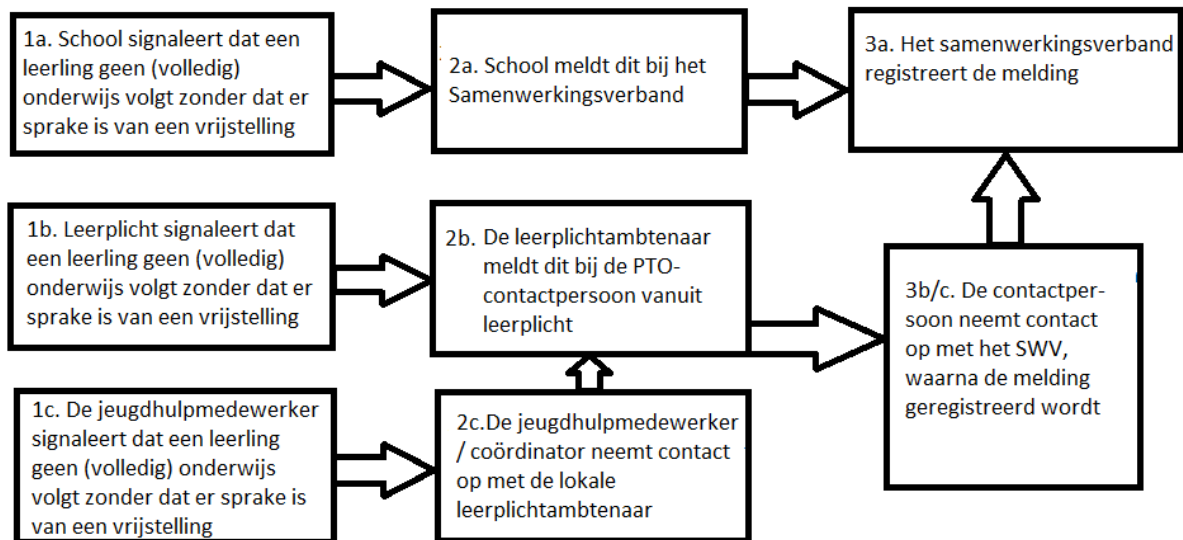 1a. School signaleert dat een
leerling geen (volledig)
onderwijs volgt zonder dat er
sprake is van een vrijstelling
2a. School meldt dit bij het
Samenwerkingsverband
3a. Het samenwerkingsverband
registreert de melding
1b. Leerplicht signaleert dat
een leerling geen (volledig)
onderwijs volgt zonder dat er
sprake is van een vrijstelling
2b. De leerplichtambtenaar
meldt dit bij de PTO-
contactpersoon vanuit
leerplicht
3b/c. De contactper-
soon neemt contact
op met het SWV,
waarna de melding
geregistreerd wordt
1c. De jeugdhulpmedewerker
signaleert dat een leerling
geen (volledig) onderwijs
volgt zonder dat er sprake is
van een vrijstelling
2c.De jeugdhulpmedewerker
/ coördinator neemt contact
op met de lokale
leerplichtambtenaar